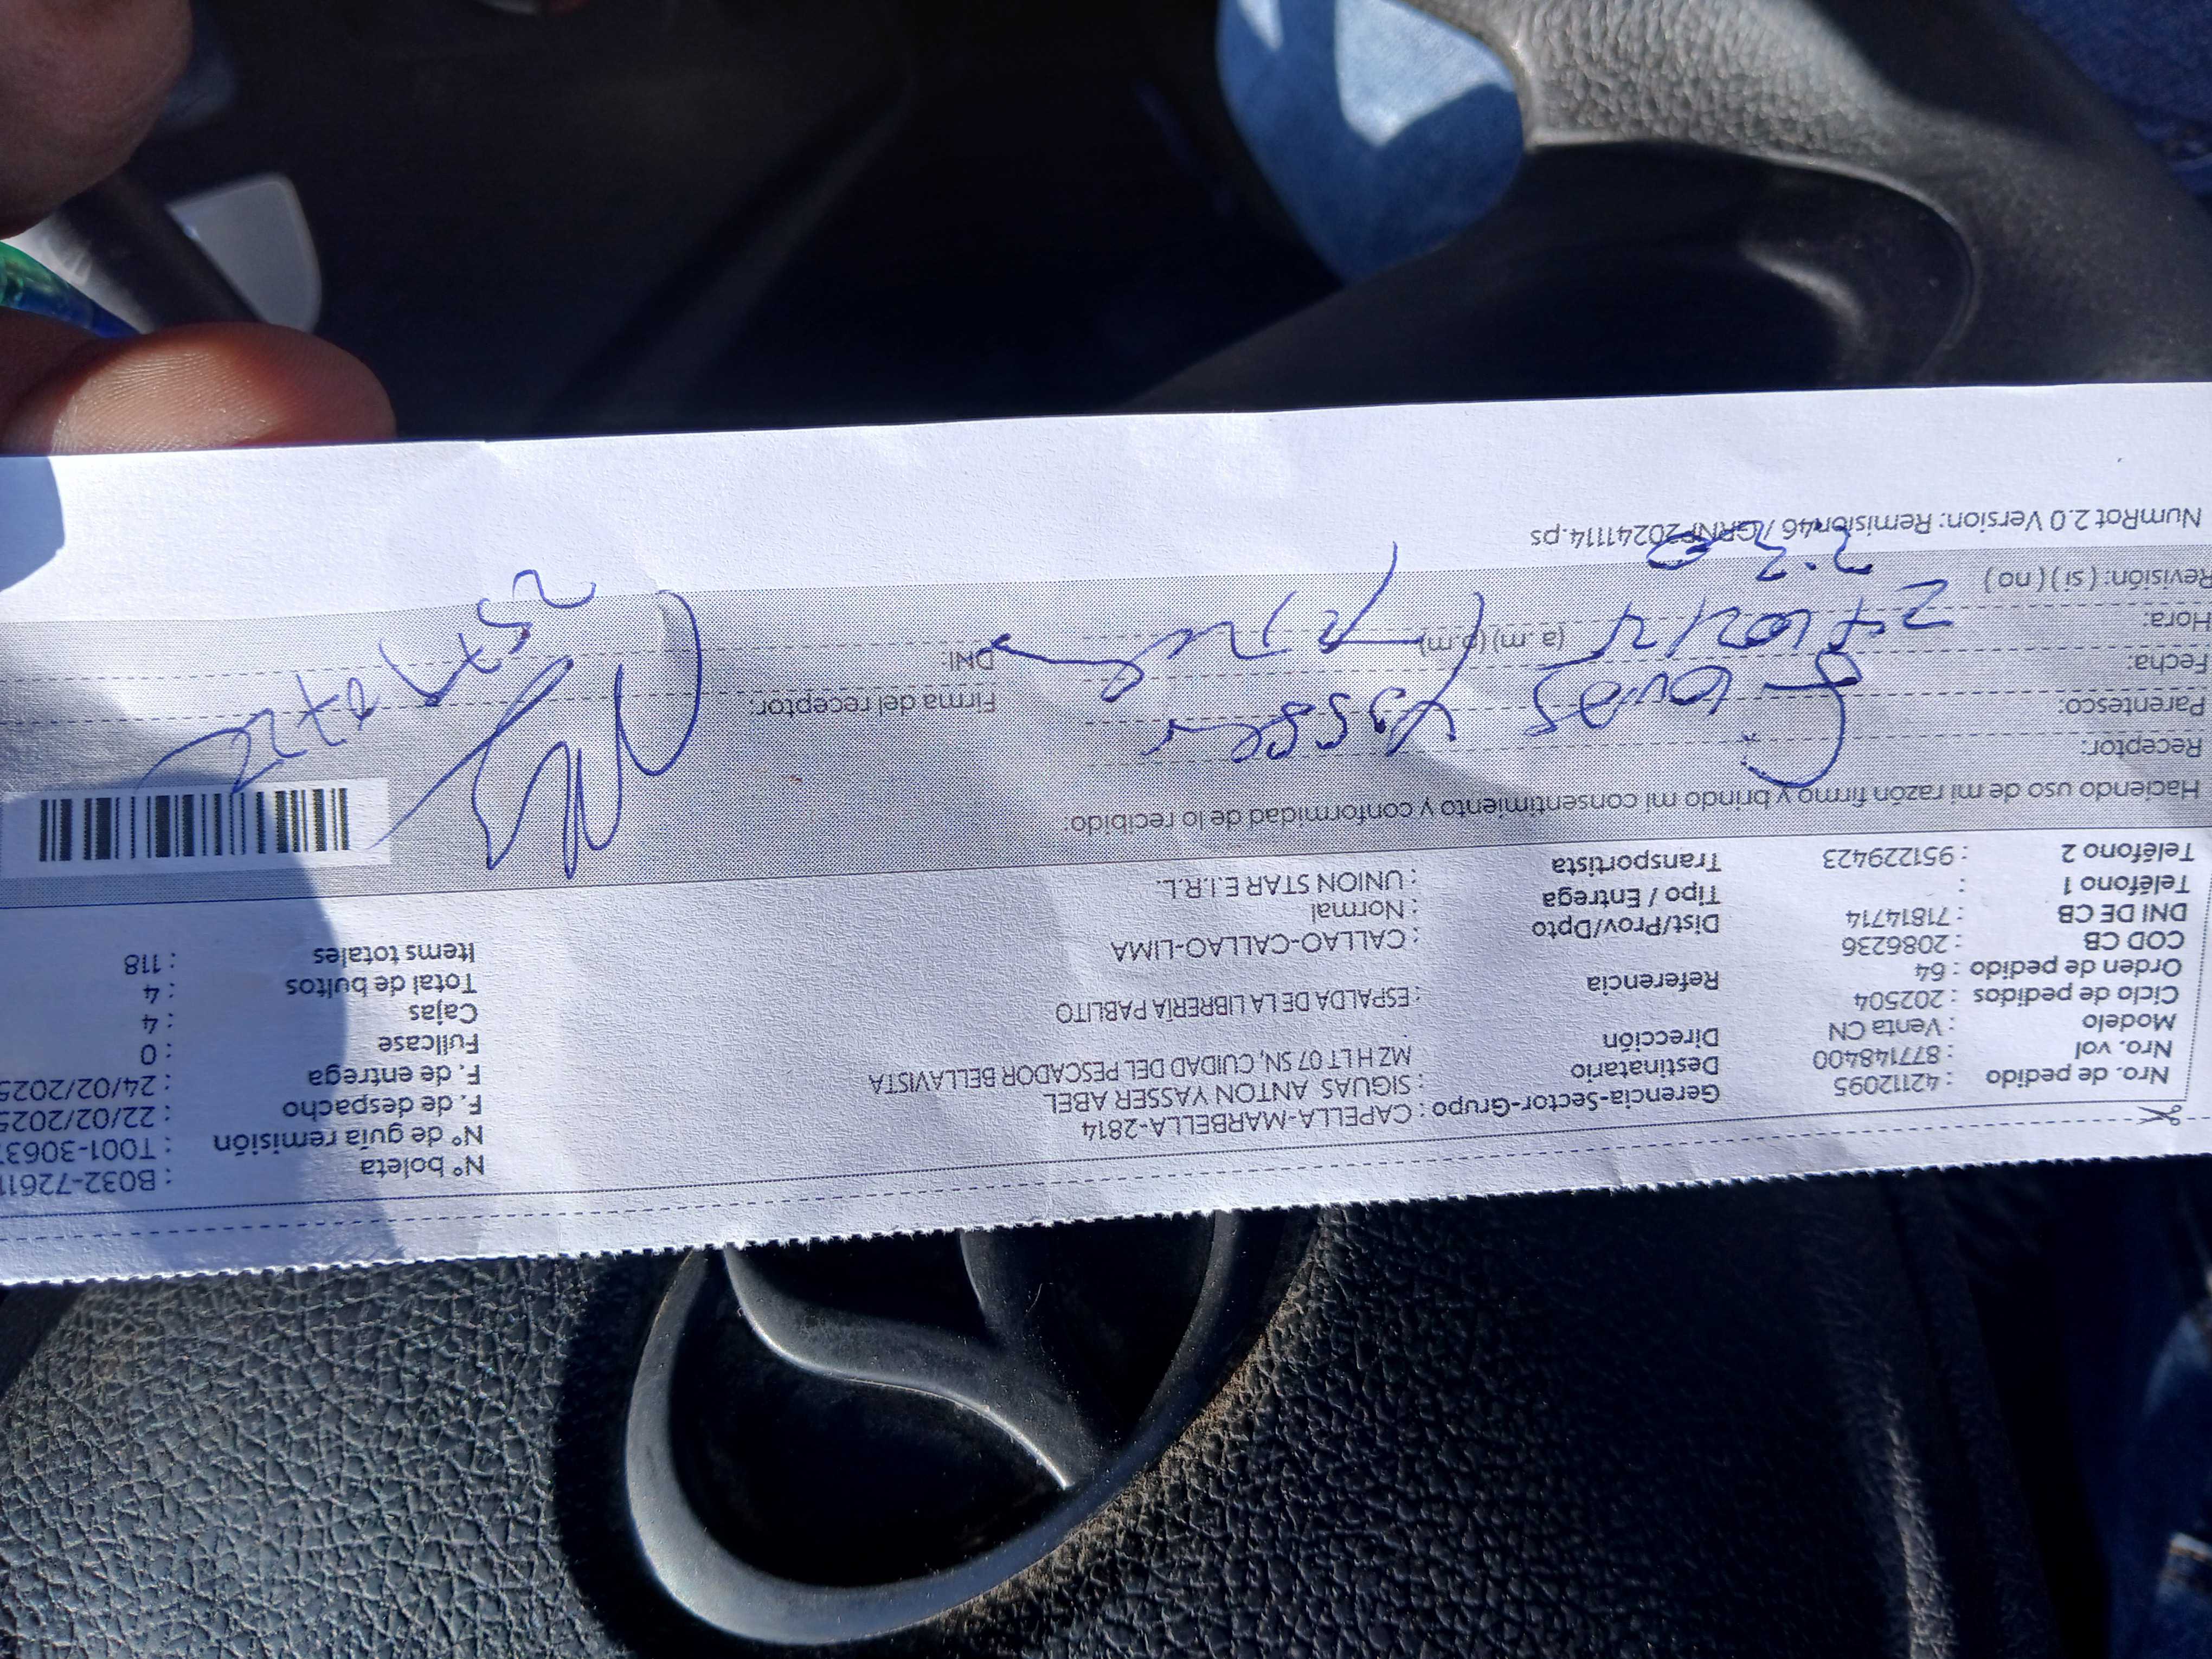 N° boleta : B032-7261
Nro. de pedido : 42112095 Gerencia-Sector-Grupo : CAPELLA-MARBELLA-2814 N° de guía remisión : T001-3063
Nro. vol : 877148400 Destinatario : SIGUAS ANTON YASSER ABEL F. de despacho : 22/02/2025
Modelo : Venta CN Dirección : MZ H LT 07 SN, CUIDAD DEL PESCADOR BELLAVISTA F. de entrega : 24/02/2025
Ciclo de pedidos : 202504 Fullcase : 0
Orden de pedido : 64 Referencia : ESPALDA DE LA LIBRERÍA PABLITO Cajas : 4
COD CB : 2086236 Total de bultos : 4
DNI DE CB : 71814714 Dist/Prov/Dpto : CALLAO-CALLAO-LIMA Items totales : 118
Teléfono 1 : Tipo / Entrega : Normal
Teléfono 2 : 951229423 Transportista : UNION STAR E.I.R.L.
Haciendo uso de mi razón firmo y brindo mi consentimiento y conformidad de lo recibido:
Receptor:
Parentesco: Yasser Firma del receptor:
Fecha:
DNI:
Hora: (a.m) (p.m)
Revisión: ( si ) ( no )
NumRot 2.0 Version: Remision46 / GRNP20241114.ps